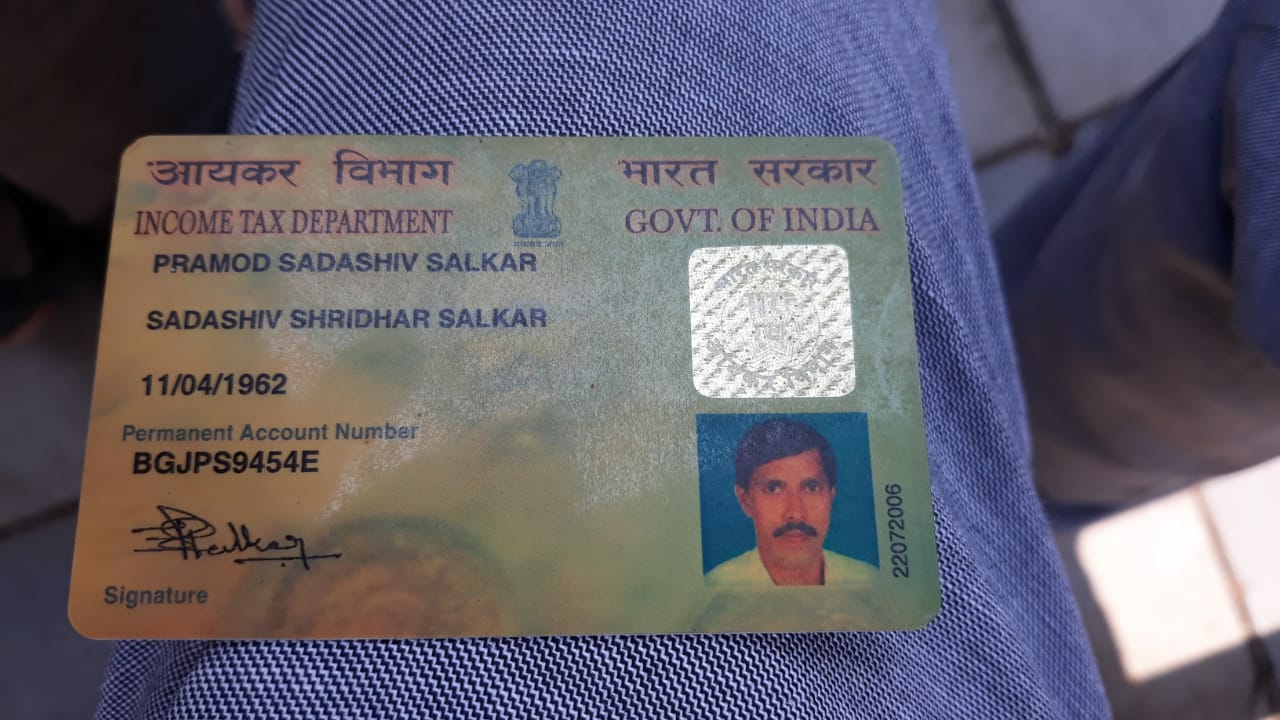 आयकर विभाग
भारत सरकार
INCOME TAX DEPARTMENT
GOVT. OF INDIA
PRAMOD SADASHIV SALKAR
SADASHIV SHRIDHAR SALKAR
11/04/1962
Permanent Account Number
BGJPS9454E
Signature
22072006